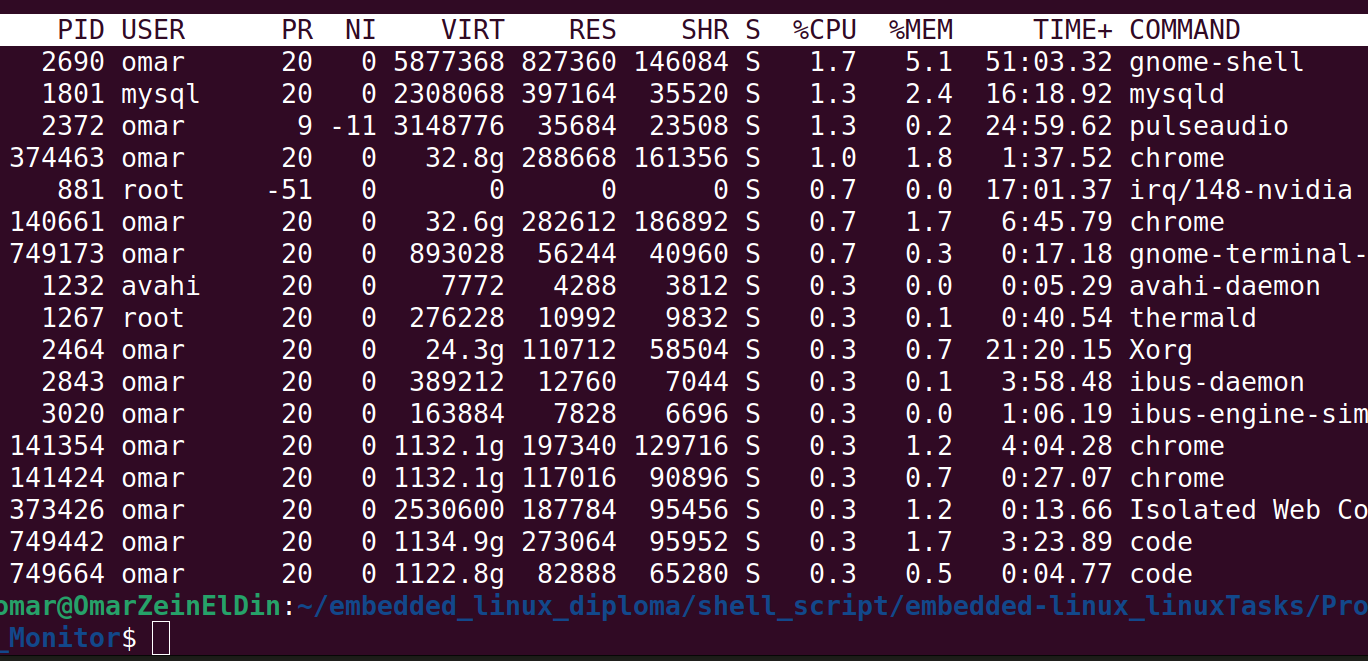 PID USER PR NI VIRT RES SHR S %CPU %MEM TIME+ COMMAND
2690 omar 20 0 5877368 827360 146084 S 1.7 5.1 51:03.32 gnome-shell
1801 mysql 20 0 2308068 397164 35520 S 1.3 2.4 16:18.92 mysqld
2372 omar 9 -11 3148776 35684 23508 S 1.3 0.2 24:59.62 pulseaudio
374463 omar 20 0 32.8g 288668 161356 S 1.0 1.8 1:37.52 chrome
881 root -51 0 0 0 0 S 0.7 0.0 17:01.37 irq/148-nvidia
140661 omar 20 0 32.6g 282612 186892 S 0.7 1.7 6:45.79 chrome
749173 omar 20 0 893028 56244 40960 S 0.7 0.3 0:17.18 gnome-terminal-
1232 avahi 20 0 7772 4288 3812 S 0.3 0.0 0:05.29 avahi-daemon
1267 root 20 0 276228 10992 9832 S 0.3 0.1 0:40.54 thermald
2464 omar 20 0 24.3g 110712 58504 S 0.3 0.7 21:20.15 Xorg
2843 omar 20 0 389212 12760 7044 S 0.3 0.1 3:58.48 ibus-daemon
3020 omar 20 0 163884 7828 6696 S 0.3 0.0 1:06.19 ibus-engine-sim
141354 omar 20 0 1132.1g 197340 129716 S 0.3 1.2 4:04.28 chrome
141424 omar 20 0 1132.1g 117016 90896 S 0.3 0.7 0:27.07 chrome
373426 omar 20 0 2530600 187784 95456 S 0.3 1.2 0:13.66 Isolated Web Co
749442 omar 20 0 1134.9g 273064 95952 S 0.3 1.7 3:23.89 code
749664 omar 20 0 1122.8g 82888 65280 S 0.3 0.5 0:04.77 code
omar@OmarZeinElDin:~/embedded_linux_diploma/shell_script/embedded-linux_linuxTasks/Pro
_Monitor$